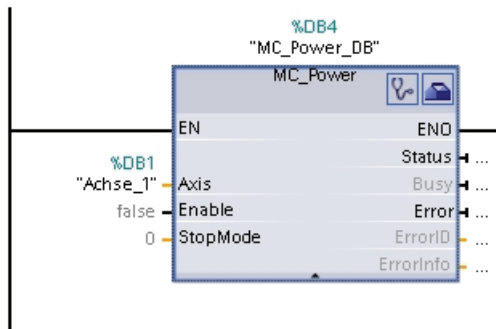 %DB4
"MC_Power_DB"
MC_Power
EN ENO
Status ...
%DB1
"Achse_1" Axis Busy ...
false Enable Error ...
0 StopMode ErrorID ...
ErrorInfo ...